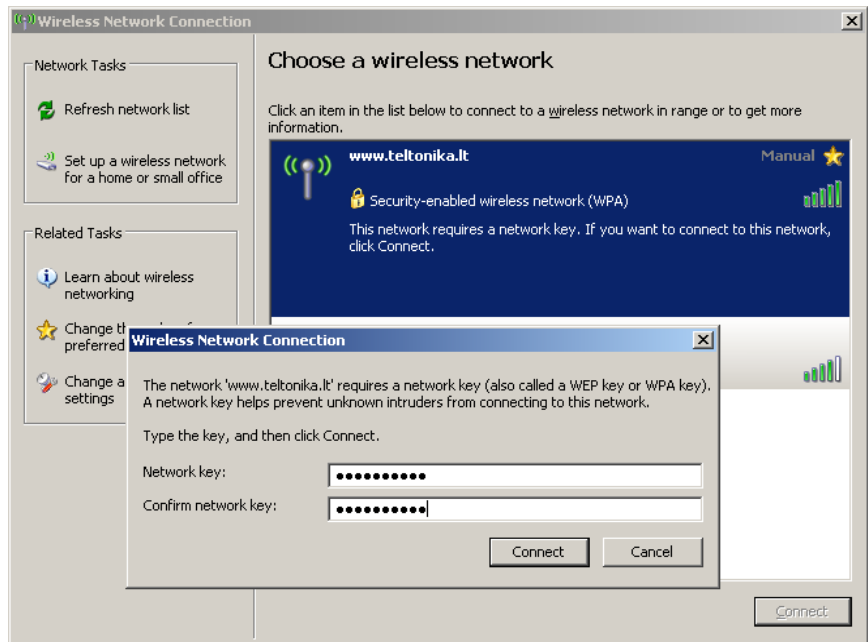 Wireless Network Connection
Network Tasks
Refresh network list
Set up a wireless network
for a home or small office
Related Tasks
Learn about wireless
networking
Change th
preferred
Change a
settings
Choose a wireless network
Click an item in the list below to connect to a wireless network in range or to get more
information.
www.teltonika.lt
Manual
Security-enabled wireless network (WPA)
This network requires a network key. If you want to connect to this network,
click Connect.
Wireless Network Connection
The network 'www.teltonika.lt' requires a network key (also called a WEP key or WPA key).
A network key helps prevent unknown intruders from connecting to this network.
Type the key, and then click Connect.
Network key:
●●●●●●●●●●
Confirm network key:
●●●●●●●●●●
Connect
Cancel
Connect